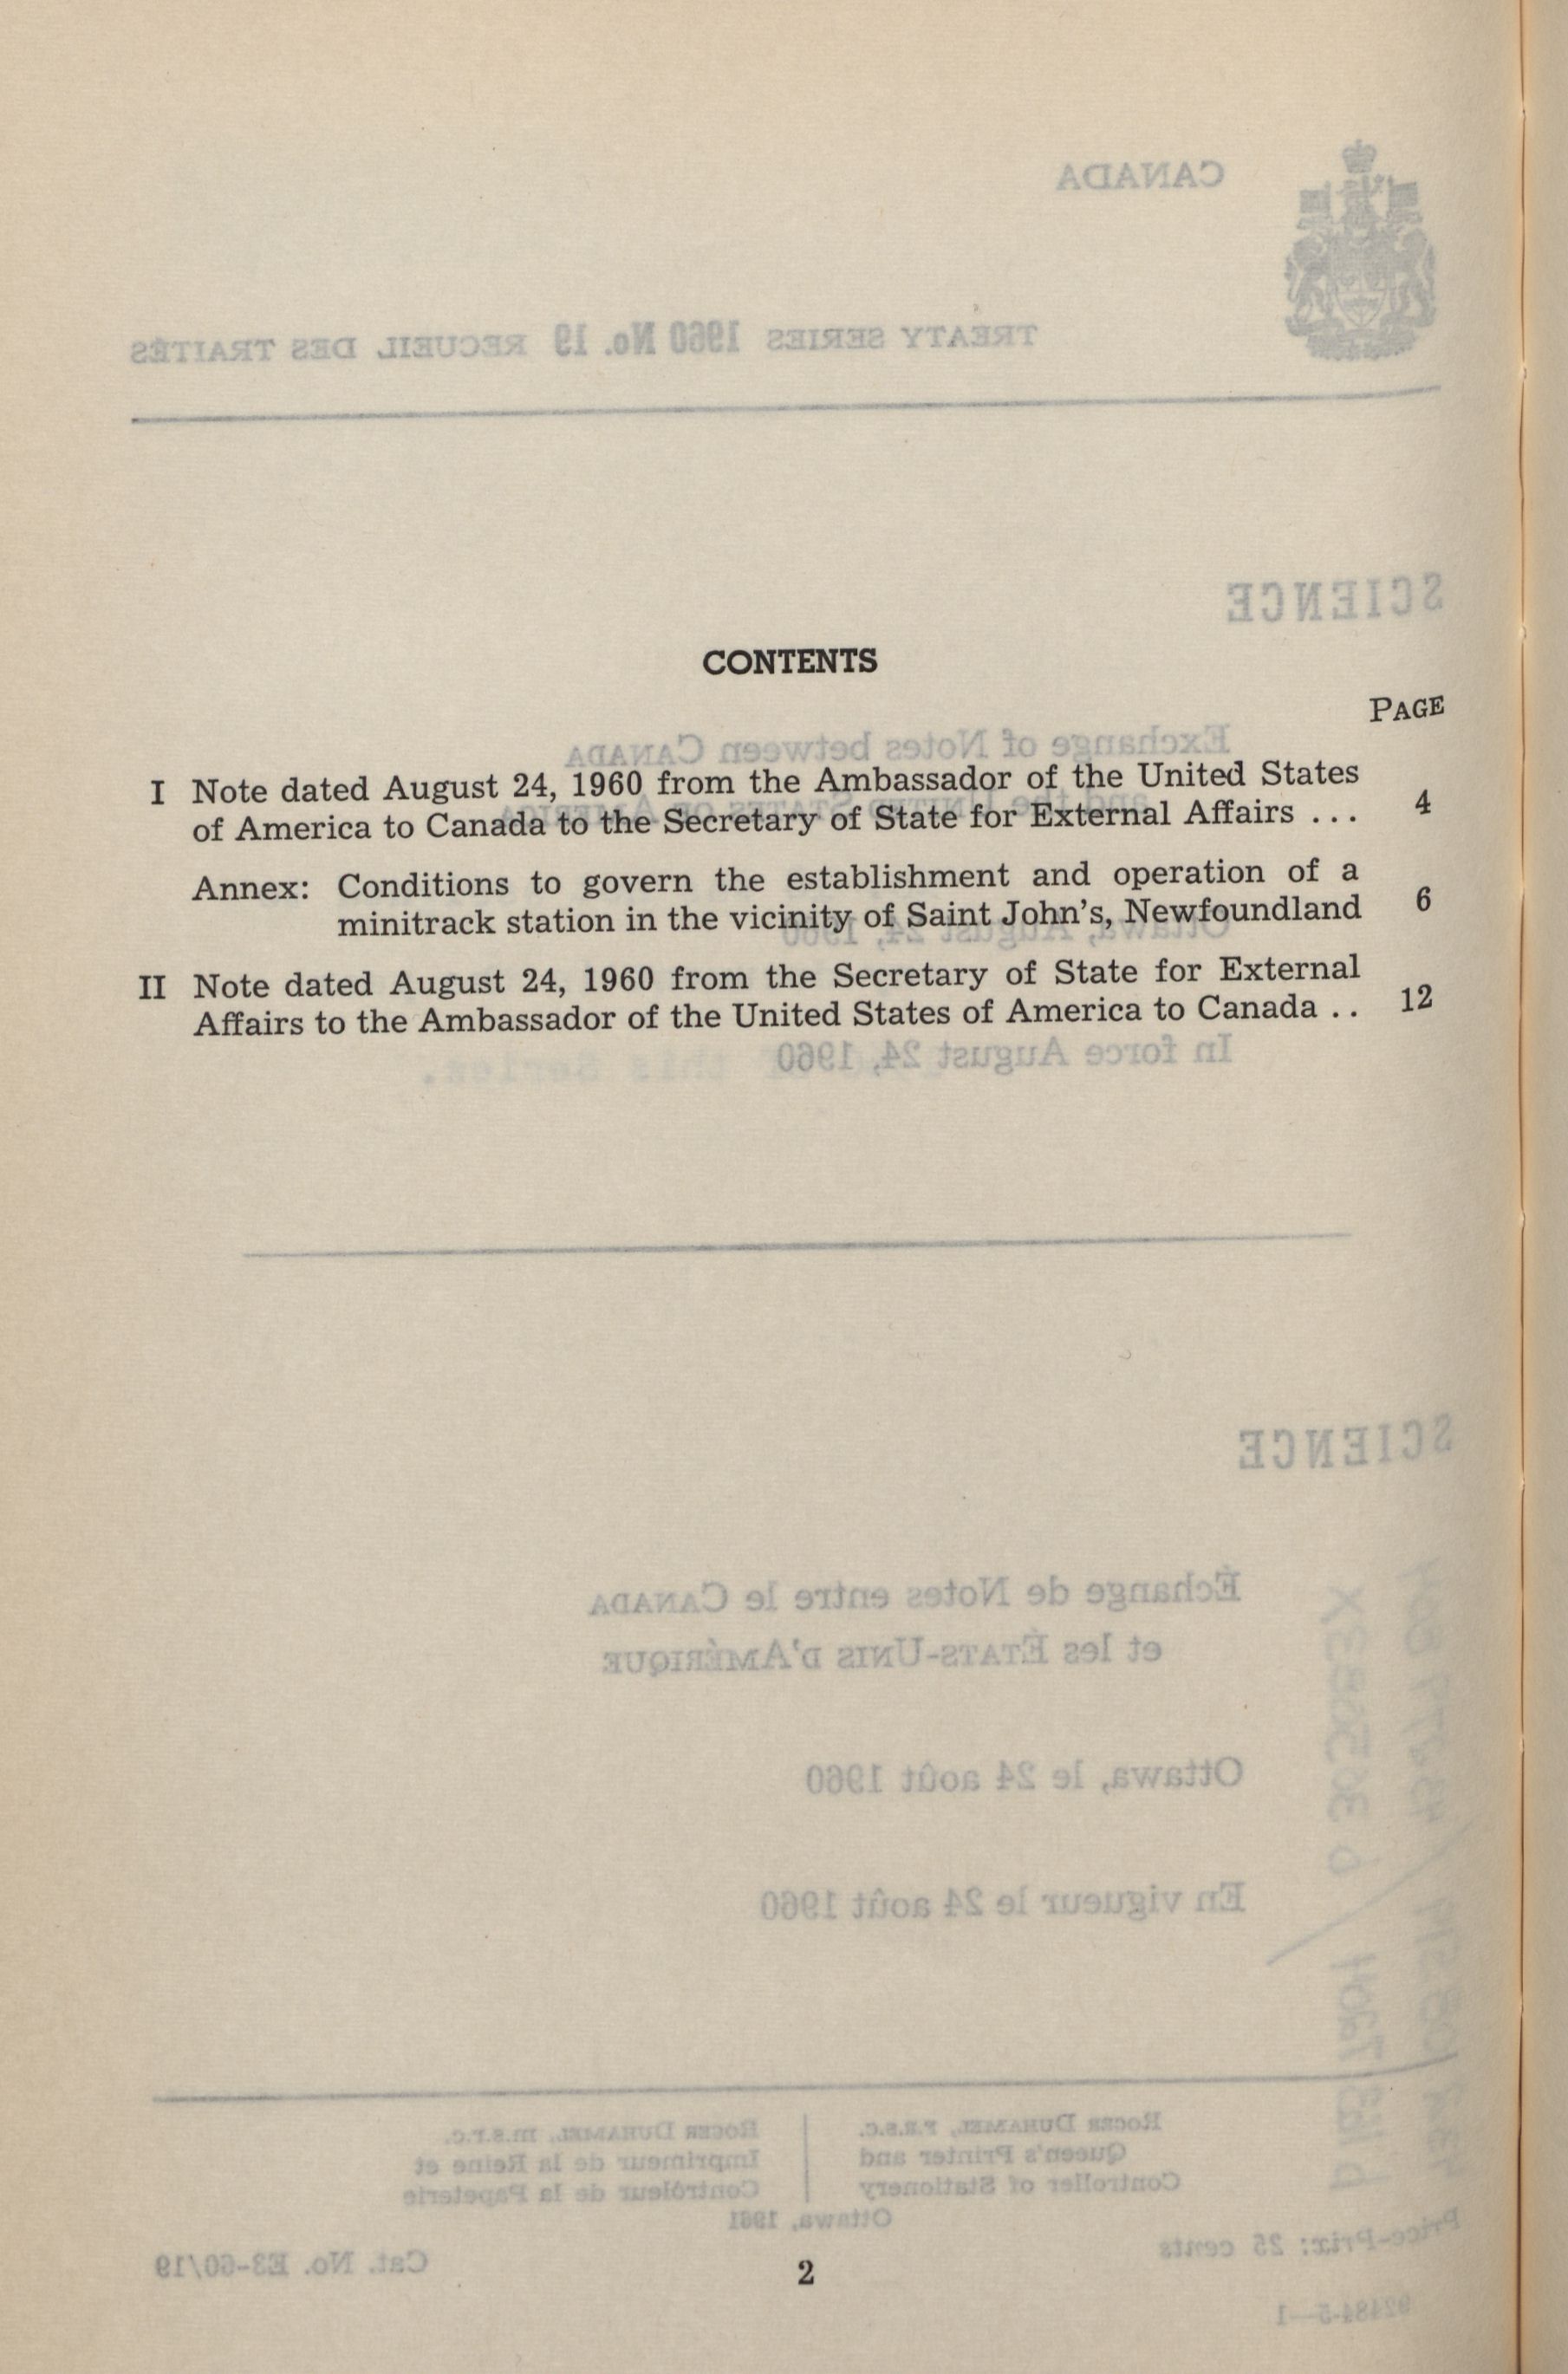 CONTENTS
PAGE
I Note dated August 24, 1960 from the Ambassador of the United States
of America to Canada to the Secretary of State for External Affairs ... 4
Annex: Conditions to govern the establishment and operation of a
minitrack station in the vicinity of Saint John's, Newfoundland 6
II Note dated August 24, 1960 from the Secretary of State for External
Affairs to the Ambassador of the United States of America to Canada .. 12
2